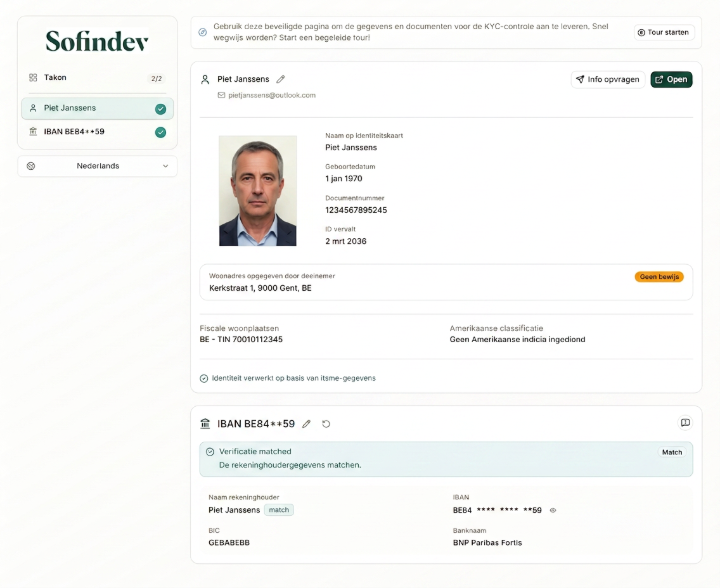 Sofindev
Takon 2/2
Piet Janssens
IBAN BE84**59
Nederlands
Gebruik deze beveiligde pagina om de gegevens en documenten voor de KYC-controle aan te leveren. Snel
wegwijs worden? Start een begeleide tour!
Tour starten
Piet Janssens
pietjanssens@outlook.com
Info opvragen
Open
Naam op Identiteitskaart
Piet Janssens
Geboortedatum
1 jan 1970
Documentnummer
1234567895245
ID vervalt
2 mrt 2036
Woonadres opgegeven door deelnemer
Kerkstraat 1, 9000 Gent, BE
Geen bewijs
Fiscale woonplaatsen
BE - TIN 70010112345
Amerikaanse classificatie
Geen Amerikaanse indicia ingediond
Identiteit verwerkt op basis van itsme-gegevens
IBAN BE84**59
Verificatie matched
De rekeninghoudergegevens matchen.
Match
Naam rekeninghouder
Piet Janssens match
IBAN
BE84 **** **** **59
BIC
GEBABEBB
Banknaam
BNP Paribas Fortis